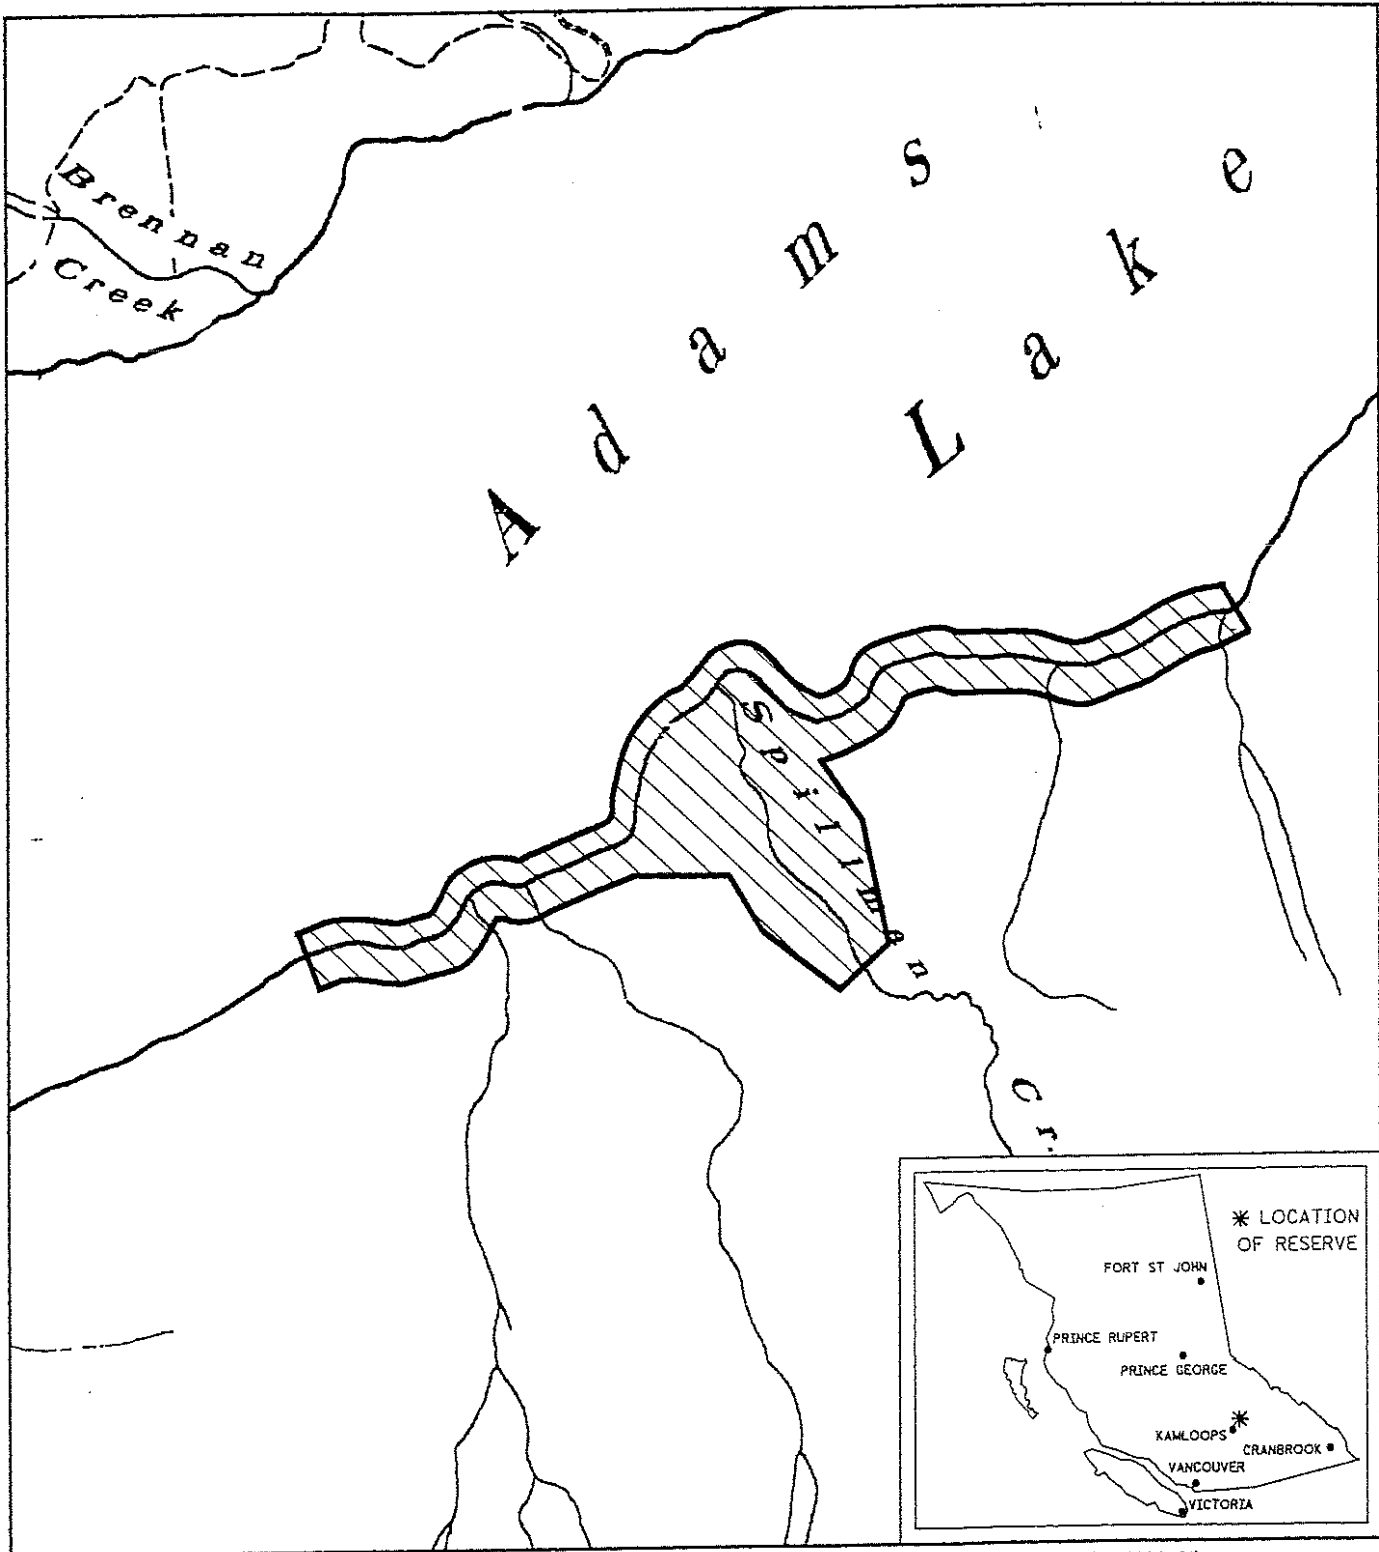 Brennan
Creek
Adams
Lake
Spillman
Cr.
✳ LOCATION
OF RESERVE
FORT ST JOHN
PRINCE RUPERT
PRINCE GEORGE
KAMLOOPS
CRANBROOK
VANCOUVER
VICTORIA